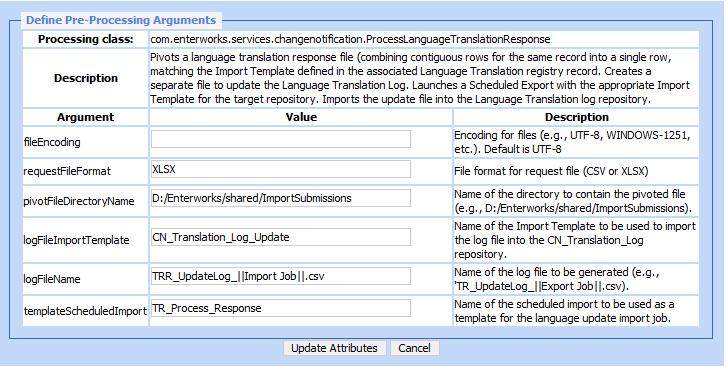 Define Pre-Processing Arguments
Processing class: com.enterworks.services.changenotification.ProcessLanguageTranslationResponse
Pivots a language translation response file (combining contiguous rows for the same record into a single row,
matching the Import Template defined in the associated Language Translation registry record. Creates a
Description separate file to update the Language Translation Log. Launches a Scheduled Export with the appropriate Import
Template for the target repository. Imports the update file into the Language Translation log repository.
Argument Value Description
fileEncoding Encoding for files (e.g., UTF-8, WINDOWS-1251,
etc.). Default is UTF-8
requestFileFormat XLSX File format for request file (CSV or XLSX)
pivotFileDirectoryName D:/Enterworks/shared/ImportSubmissions Name of the directory to contain the pivoted file
(e.g., D:/Enterworks/shared/ImportSubmissions).
logFileImportTemplate CN_Translation_Log_Update Name of the Import Template to be used to import
the log file into the CN_Translation_Log
repository.
logFileName TRR_UpdateLog_||Import Job||.csv Name of the log file to be generated (e.g.,
'TR_UpdateLog_||Export Job||.csv).
templateScheduledImport TR_Process_Response Name of the scheduled import to be used as a
template for the language update import job.
Update Attributes Cancel